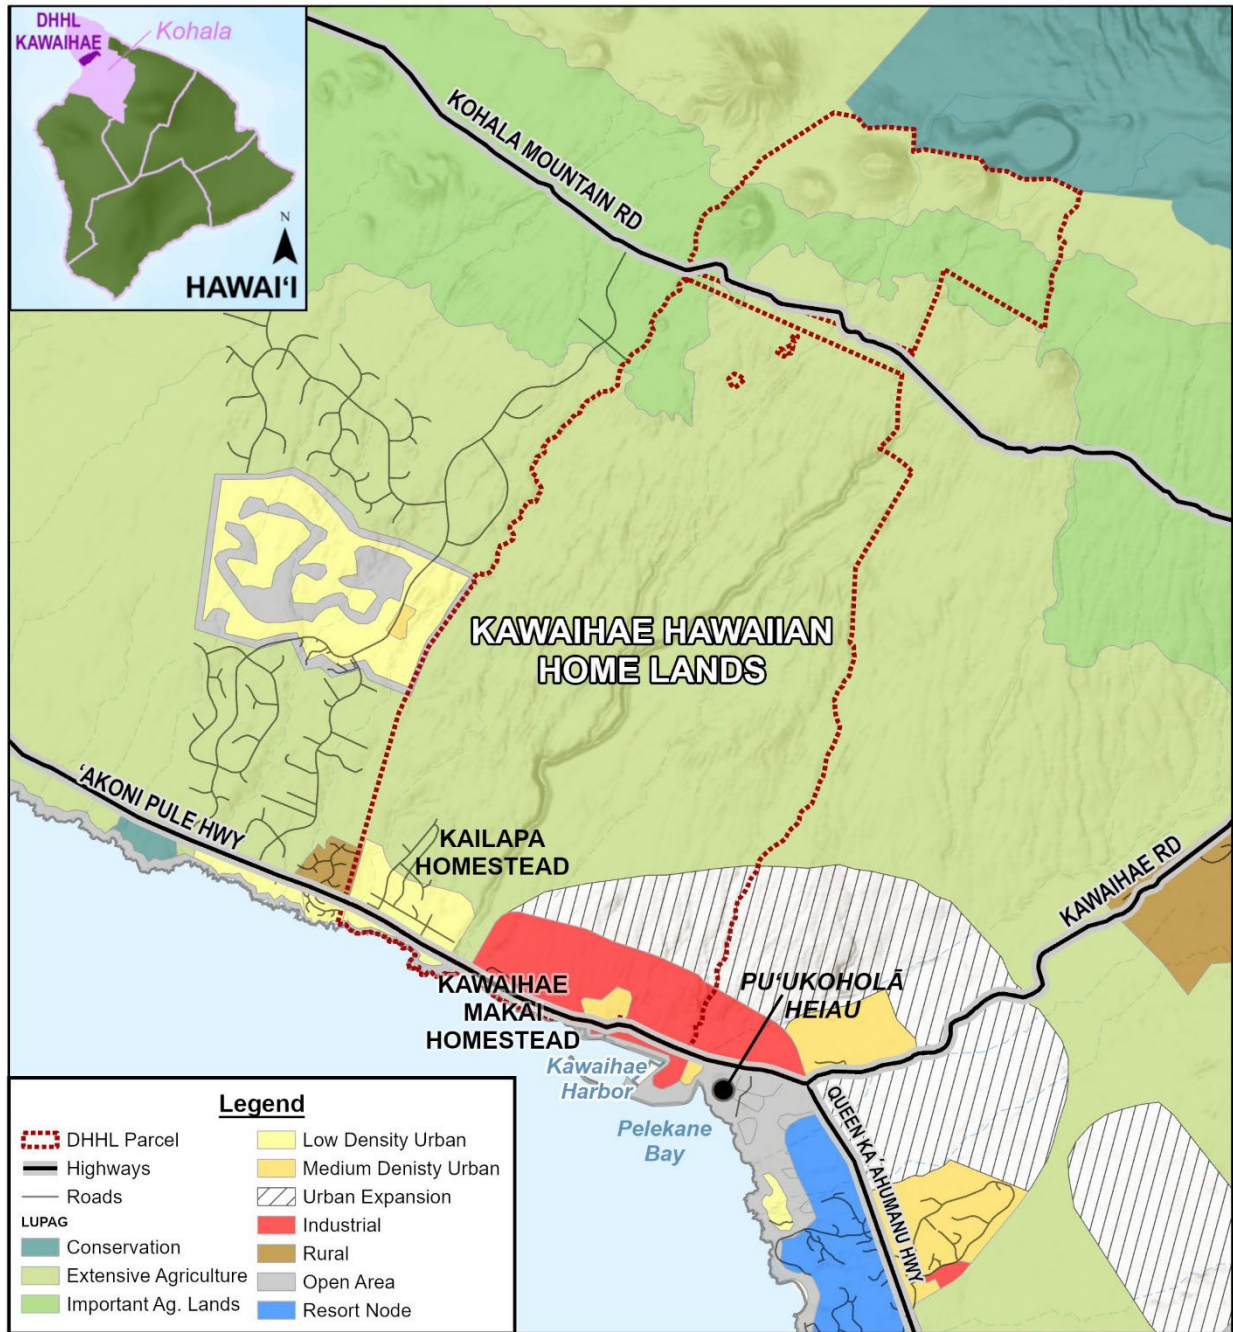 DHHL
KAWAIHAE
Kohala
N
HAWAIʻI
KOHALA MOUNTAIN RD
KAWAIHAE HAWAIIAN
HOME LANDS
ʻAKONI PULE HWY
KAILAPA
HOMESTEAD
KAWAIHAE RD
PUʻUKOHOLĀ
HEIAU
KAWAIHAE
MAKAI
HOMESTEAD
Kawaihae
Harbor
Pelekane
Bay
QUEEN KAʻAHUMANU HWY
Legend
DHHL Parcel
Highways
Roads
LUPAG
Conservation
Extensive Agriculture
Important Ag. Lands
Low Density Urban
Medium Denisty Urban
Urban Expansion
Industrial
Rural
Open Area
Resort Node